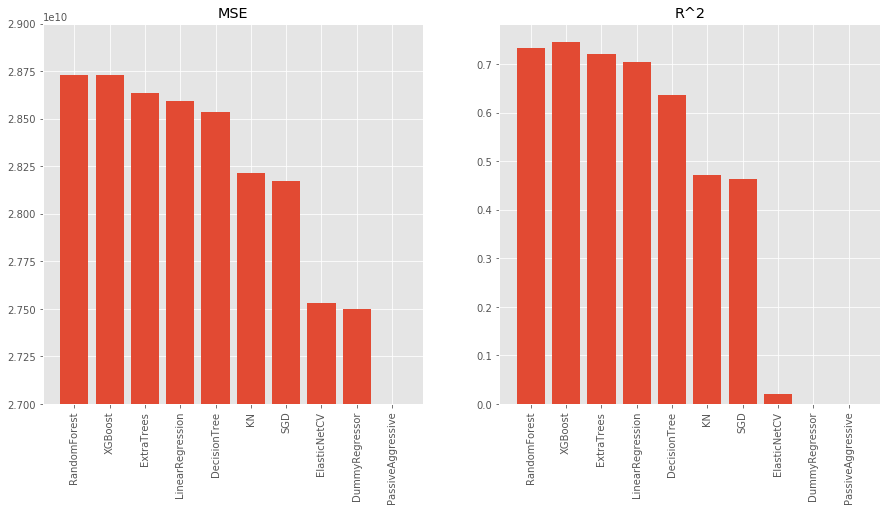 MSE
1e10
2.900
2.875
2.850
2.825
2.800
2.775
2.750
2.725
2.700
RandomForest
XGBoost
ExtraTrees
LinearRegression
DecisionTree
KN
SGD
ElasticNetCV
DummyRegressor
PassiveAggressive
R^2
0.7
0.6
0.5
0.4
0.3
0.2
0.1
0.0
RandomForest
XGBoost
ExtraTrees
LinearRegression
DecisionTree
KN
SGD
ElasticNetCV
DummyRegressor
PassiveAggressive